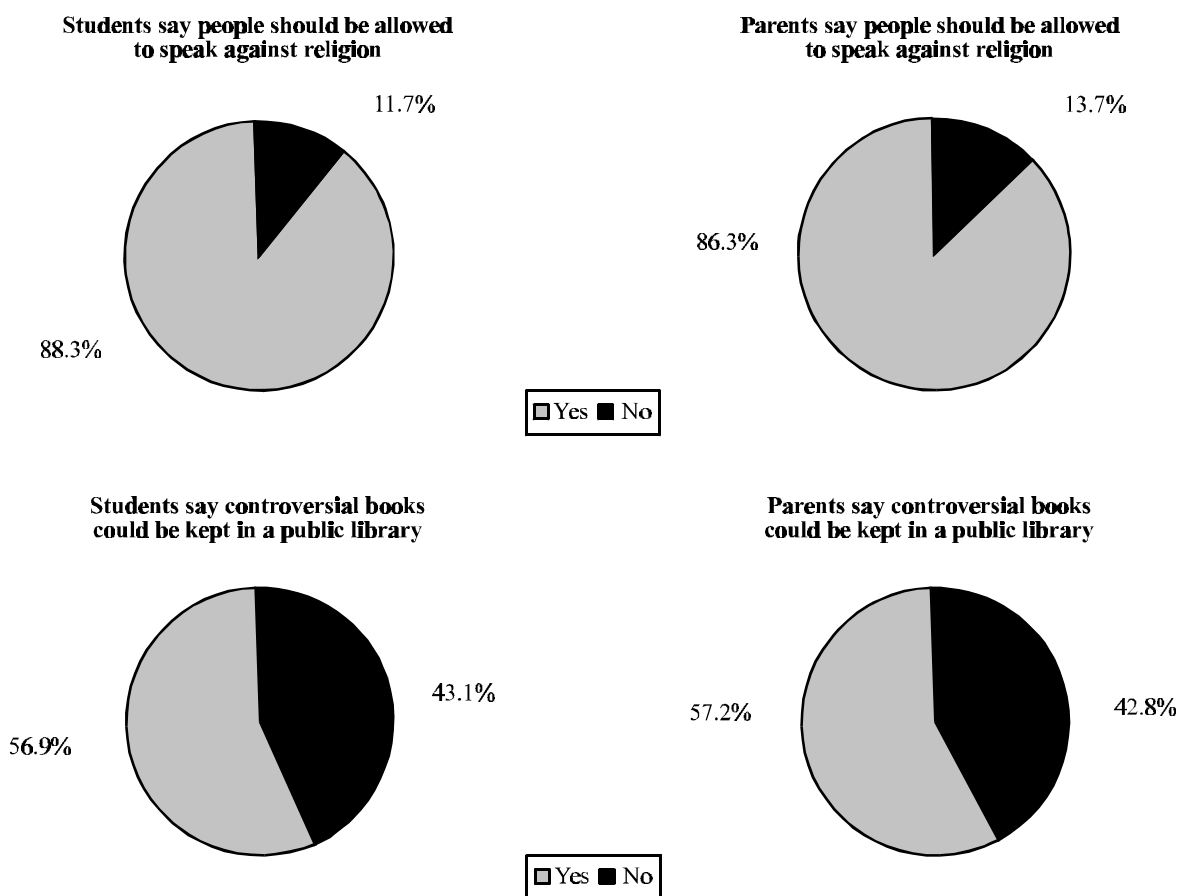 Students say people should be allowed
to speak against religion
11.7%
88.3%
Parents say people should be allowed
to speak against religion
13.7%
86.3%
Yes No
Students say controversial books
could be kept in a public library
43.1%
56.9%
Parents say controversial books
could be kept in a public library
57.2%
42.8%
Yes No